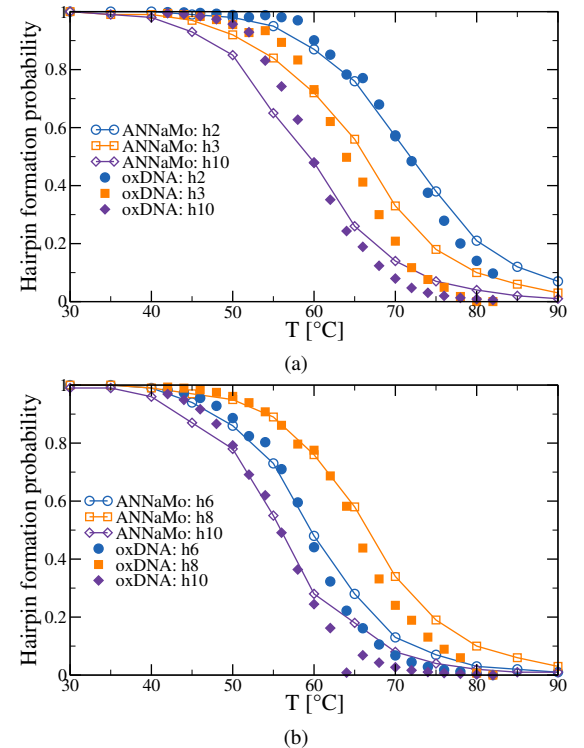 Hairpin formation probability
1
0.8
0.6
0.4
0.2
0
ANNaMo: h2
ANNaMo: h3
ANNaMo: h10
oxDNA: h2
oxDNA: h3
oxDNA: h10
30 40 50 60 70 80 90
T [°C]
(a)
Hairpin formation probability
1
0.8
0.6
0.4
0.2
0
ANNaMo: h6
ANNaMo: h8
ANNaMo: h10
oxDNA: h6
oxDNA: h8
oxDNA: h10
30 40 50 60 70 80 90
T [°C]
(b)